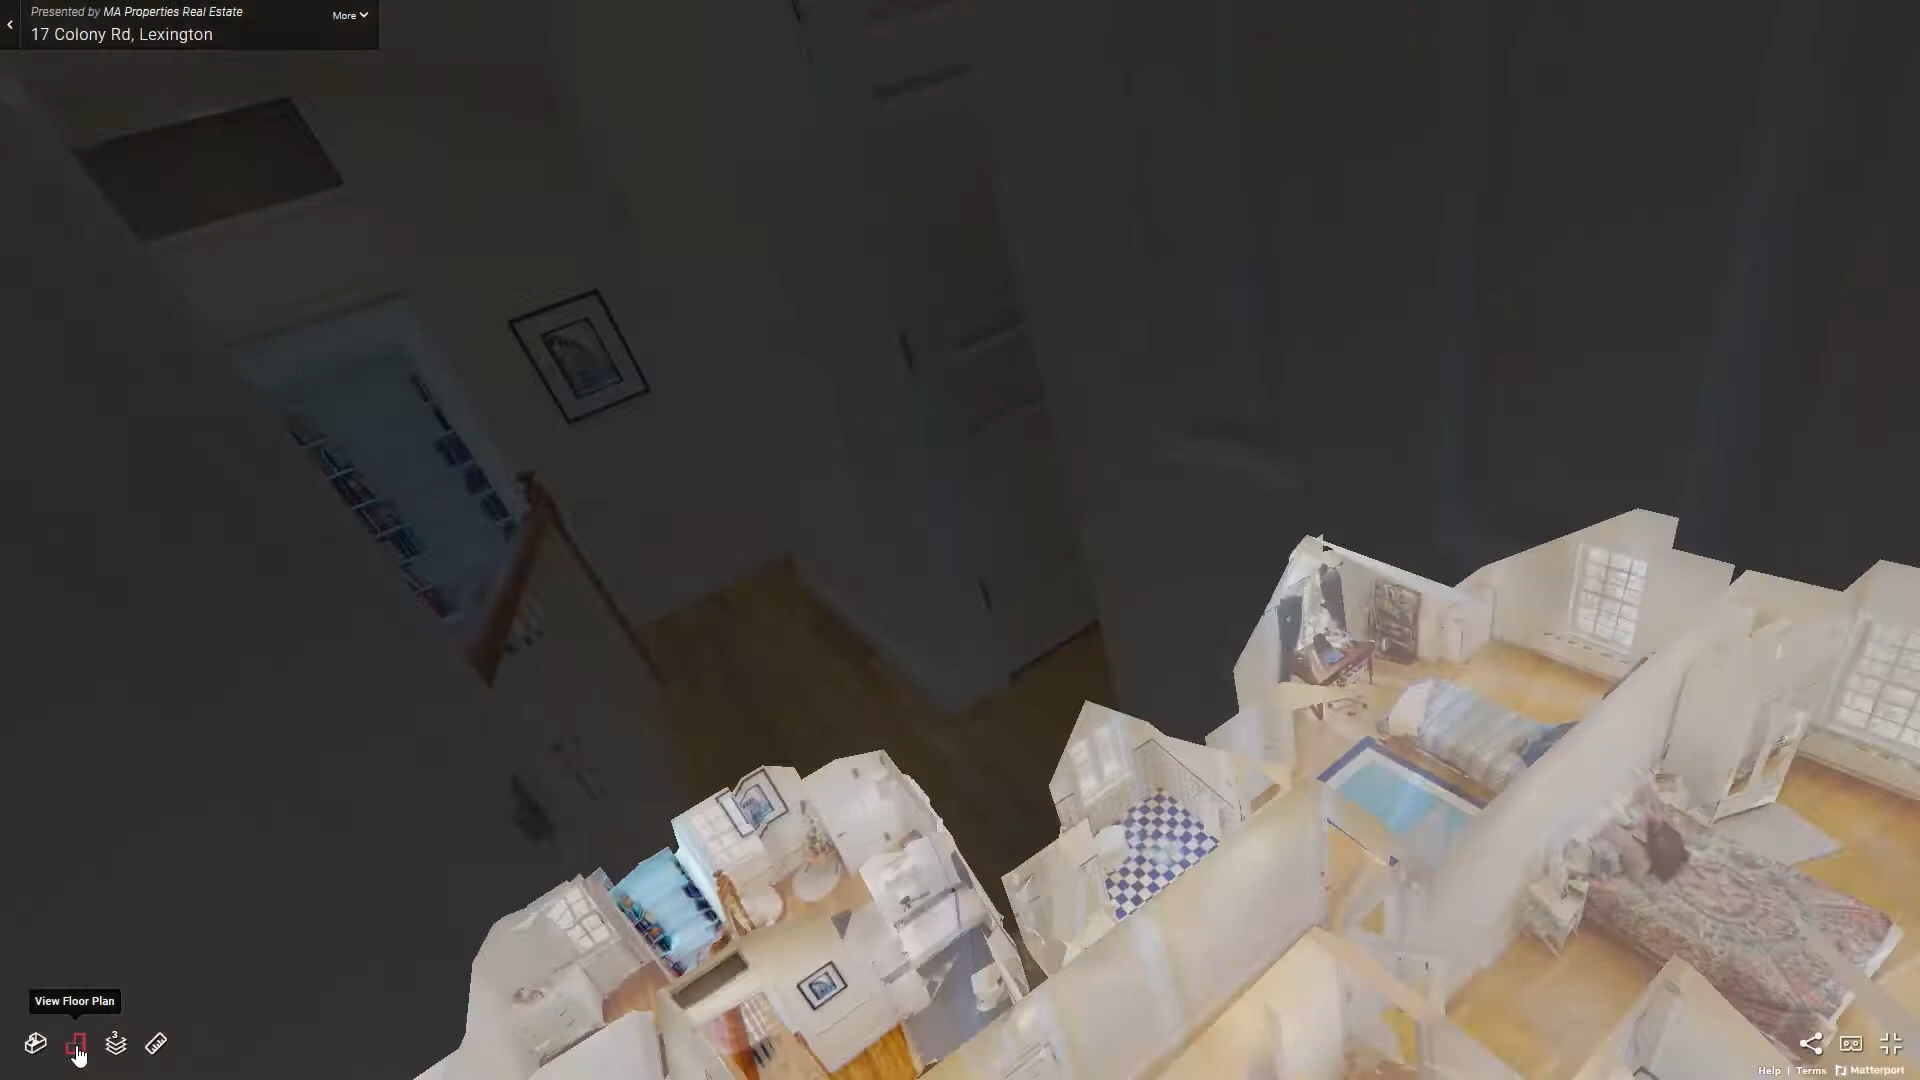 Presented by MA Properties Real Estate
More
17 Colony Rd, Lexington
View Floor Plan
3
Help | Terms Matterport